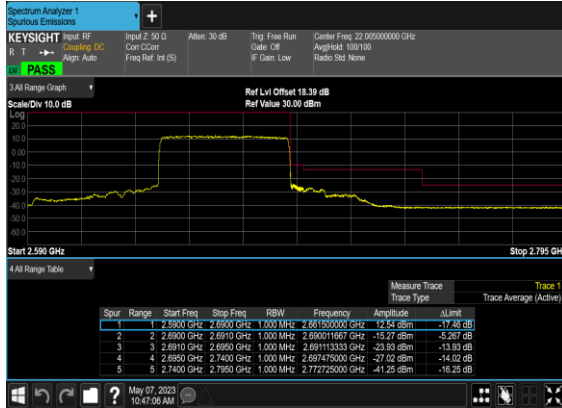 Spectrum Analyzer 1
Spurious Emissions
KEYSIGHT Input: RF Input Z: 50 Ω Atten: 30 dB Trig: Free Run Center Freq: 22.005000000 GHz
R T Coupling: DC Corr CCorr Gate: Off Avg|Hold: 100/100
Align: Auto Freq Ref: Int (S) IF Gain: Low Radio Std: None
PASS
3 All Range Graph
Ref Lvl Offset 18.39 dB
Scale/Div 10.0 dB Ref Value 30.00 dBm
Log
20.0
10.0
0.00
-10.0
-20.0
-30.0
-40.0
-50.0
-60.0
Start 2.590 GHz Stop 2.795 GH
4 All Range Table
Measure Trace Trace 1
Trace Type Trace Average (Active)
Spur Range Start Freq Stop Freq RBW Frequency Amplitude ΔLimit
1 1 2.5900 GHz 2.6900 GHz 1.000 MHz 2.661500000 GHz 12.54 dBm -17.46 dB
2 2 2.6900 GHz 2.6910 GHz 1.000 MHz 2.690011667 GHz -15.27 dBm -5.267 dB
3 3 2.6910 GHz 2.6950 GHz 1.000 MHz 2.691113333 GHz -23.93 dBm -13.93 dB
4 4 2.6950 GHz 2.7400 GHz 1.000 MHz 2.697475000 GHz -27.02 dBm -14.02 dB
5 5 2.7400 GHz 2.7950 GHz 1.000 MHz 2.772725000 GHz -41.25 dBm -16.25 dB
May 07, 2023
10:47:06 AM